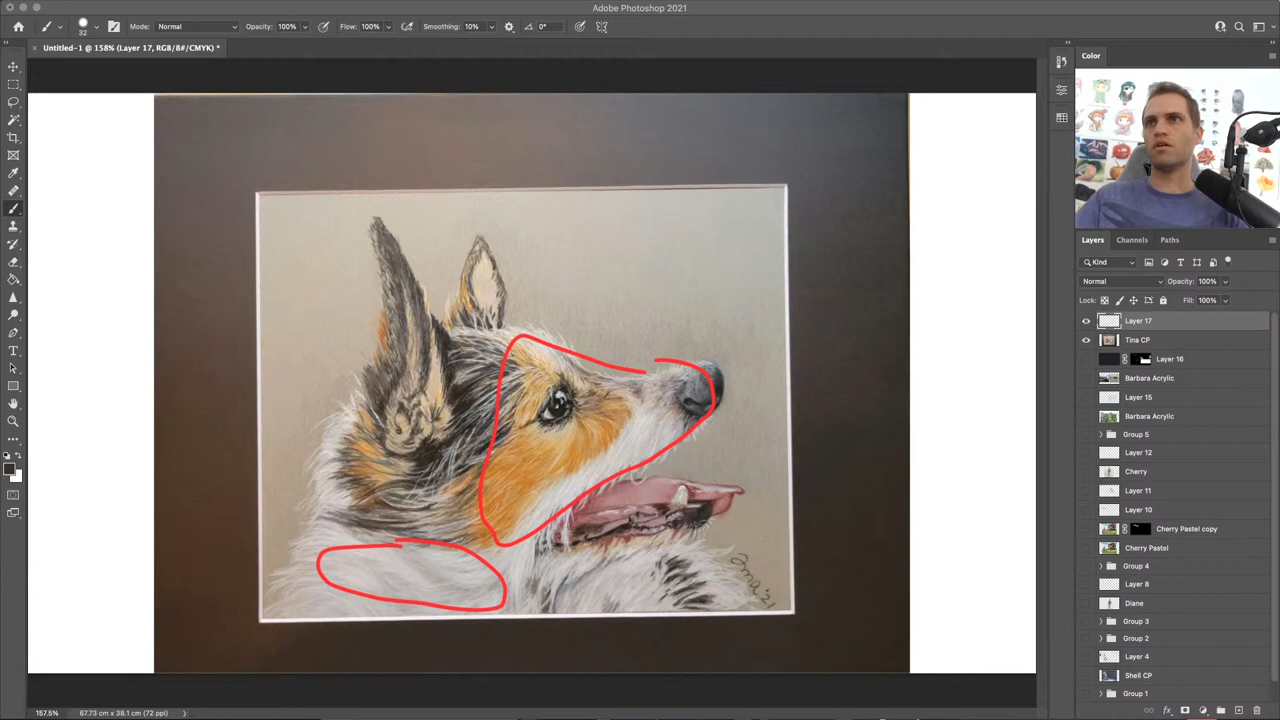 Adobe Photoshop 2021
32
Mode: Normal
Opacity: 100%
Flow: 100%
Smoothing: 10%
0°
Untitled-1 @ 158% (Layer 17, RGB/8#/CMYK) *
Color
Layers Channels Paths
Kind
Normal
Opacity: 100%
Lock:
Fill: 100%
Layer 17
Tina CP
Layer 16
Barbara Acrylic
Layer 15
Barbara Acrylic
Group 5
Layer 12
Cherry
Layer 11
Layer 10
Cherry Pastel copy
Cherry Pastel
Group 4
Layer 8
Diane
Group 3
Group 2
Layer 4
Shell CP
Group 1
157.5%
67.73 cm x 38.1 cm (72 ppi)